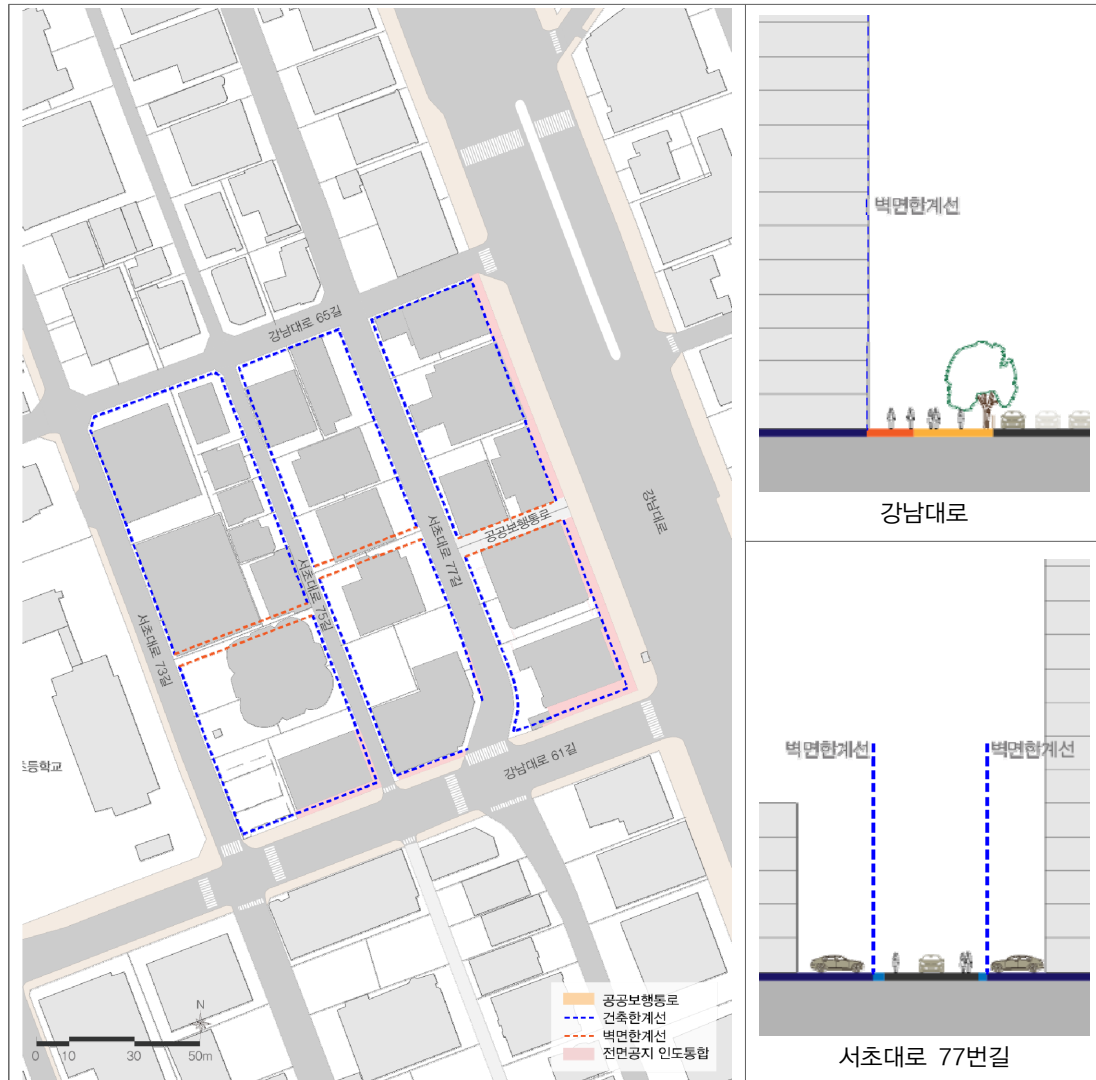 강남대로 65길
강남대로
공공보행통로
서초대로 77길
서초대로 75길
서초대로 73길
강남대로 61길
초등학교
N
0 10 30 50m
공공보행통로
건축한계선
벽면한계선
전면공지 인도통합
벽면한계선
강남대로
벽면한계선 벽면한계선
서초대로 77번길